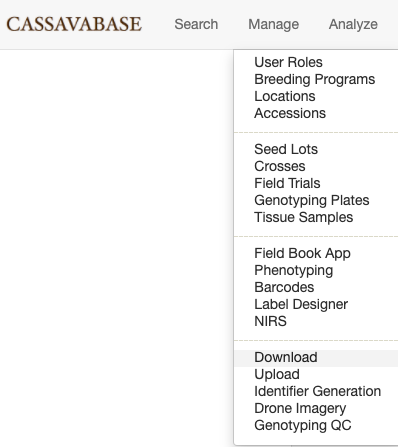 CASSAVABASE Search Manage Analyze
User Roles
Breeding Programs
Locations
Accessions
Seed Lots
Crosses
Field Trials
Genotyping Plates
Tissue Samples
Field Book App
Phenotyping
Barcodes
Label Designer
NIRS
Download
Upload
Identifier Generation
Drone Imagery
Genotyping QC